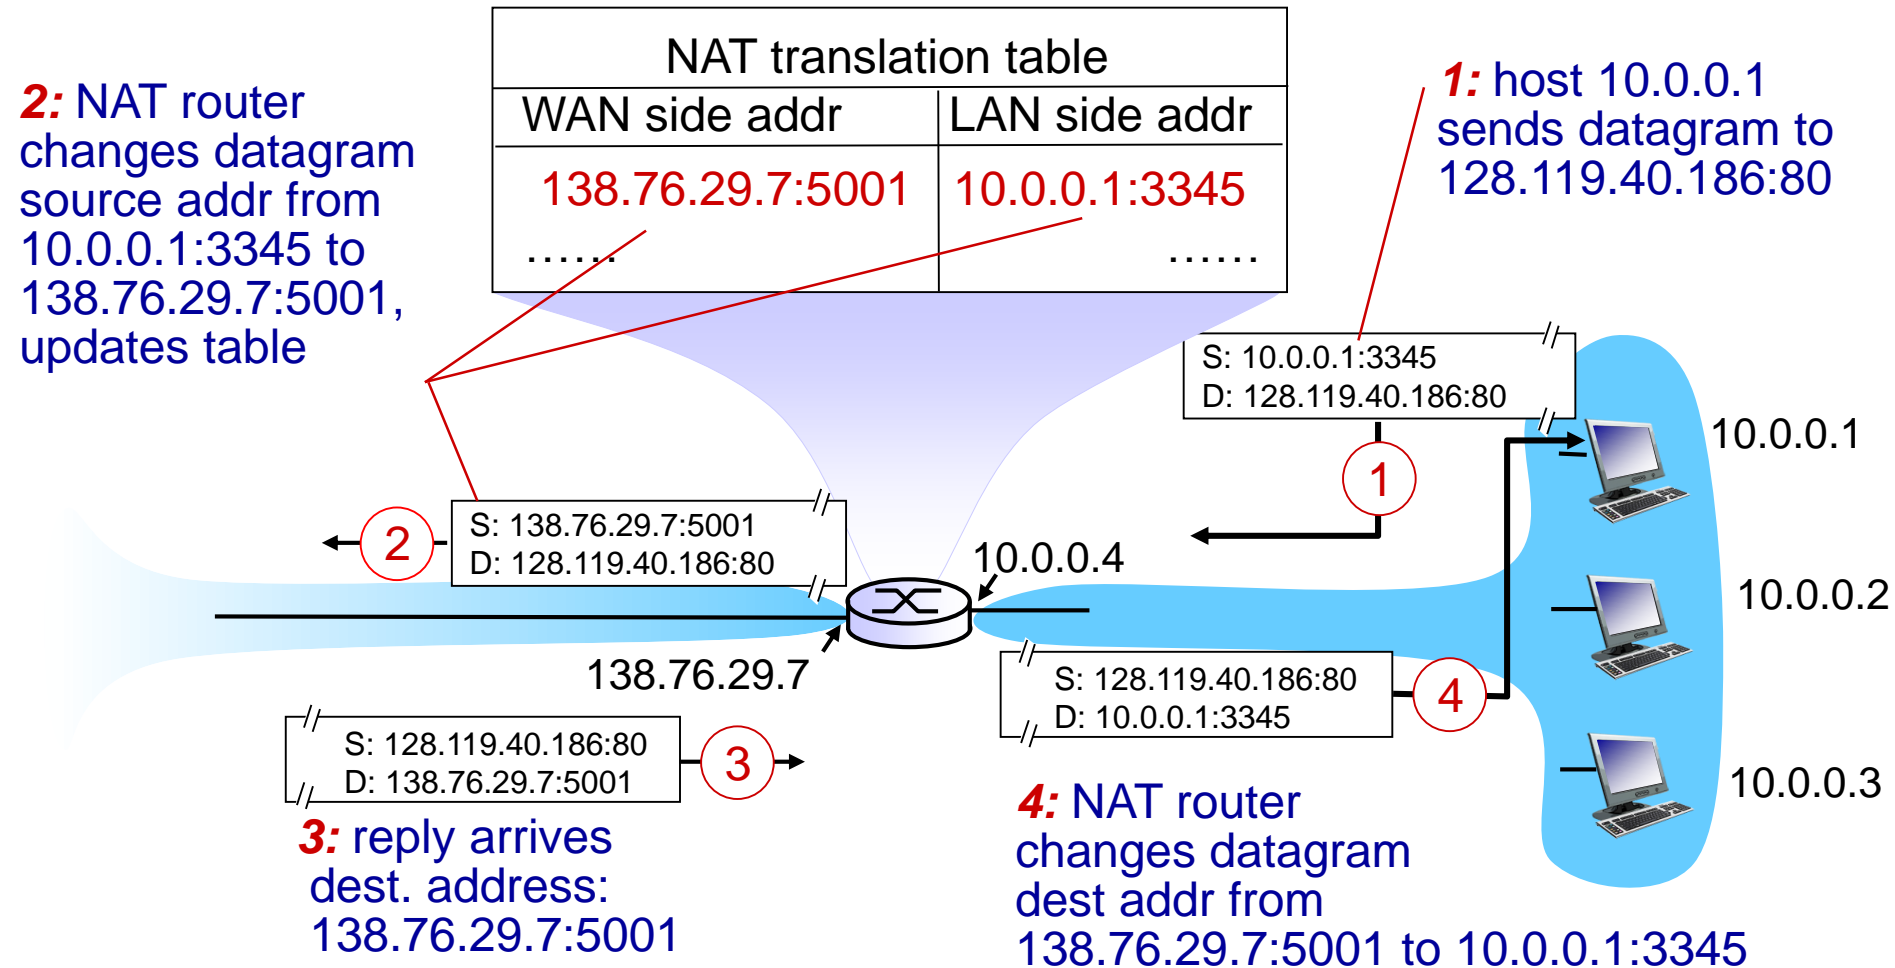 NAT translation table
WAN side addr LAN side addr
138.76.29.7:5001 10.0.0.1:3345
...... ......
2: NAT router
changes datagram
source addr from
10.0.0.1:3345 to
138.76.29.7:5001,
updates table
1: host 10.0.0.1
sends datagram to
128.119.40.186:80
S: 10.0.0.1:3345
D: 128.119.40.186:80
1
10.0.0.1
S: 138.76.29.7:5001
D: 128.119.40.186:80
2
10.0.0.4
10.0.0.2
138.76.29.7
S: 128.119.40.186:80
D: 10.0.0.1:3345
4
S: 128.119.40.186:80
D: 138.76.29.7:5001
3
10.0.0.3
3: reply arrives
dest. address:
138.76.29.7:5001
4: NAT router
changes datagram
dest addr from
138.76.29.7:5001 to 10.0.0.1:3345